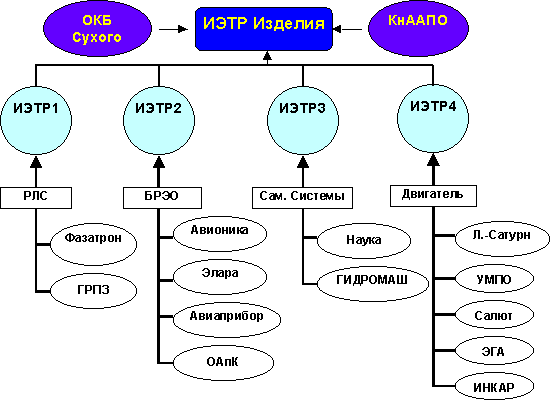 ОКБ
Сухого
ИЭТР Изделия
КнААПО
ИЭТР1
ИЭТР2
ИЭТР3
ИЭТР4
РЛС
БРЭО
Сам. Системы
Двигатель
Фазатрон
ГРПЗ
Авионика
Элара
Авиаприбор
ОАпК
Наука
ГИДРОМАШ
Л.-Сатурн
УМПО
Салют
ЭГА
ИНКАР